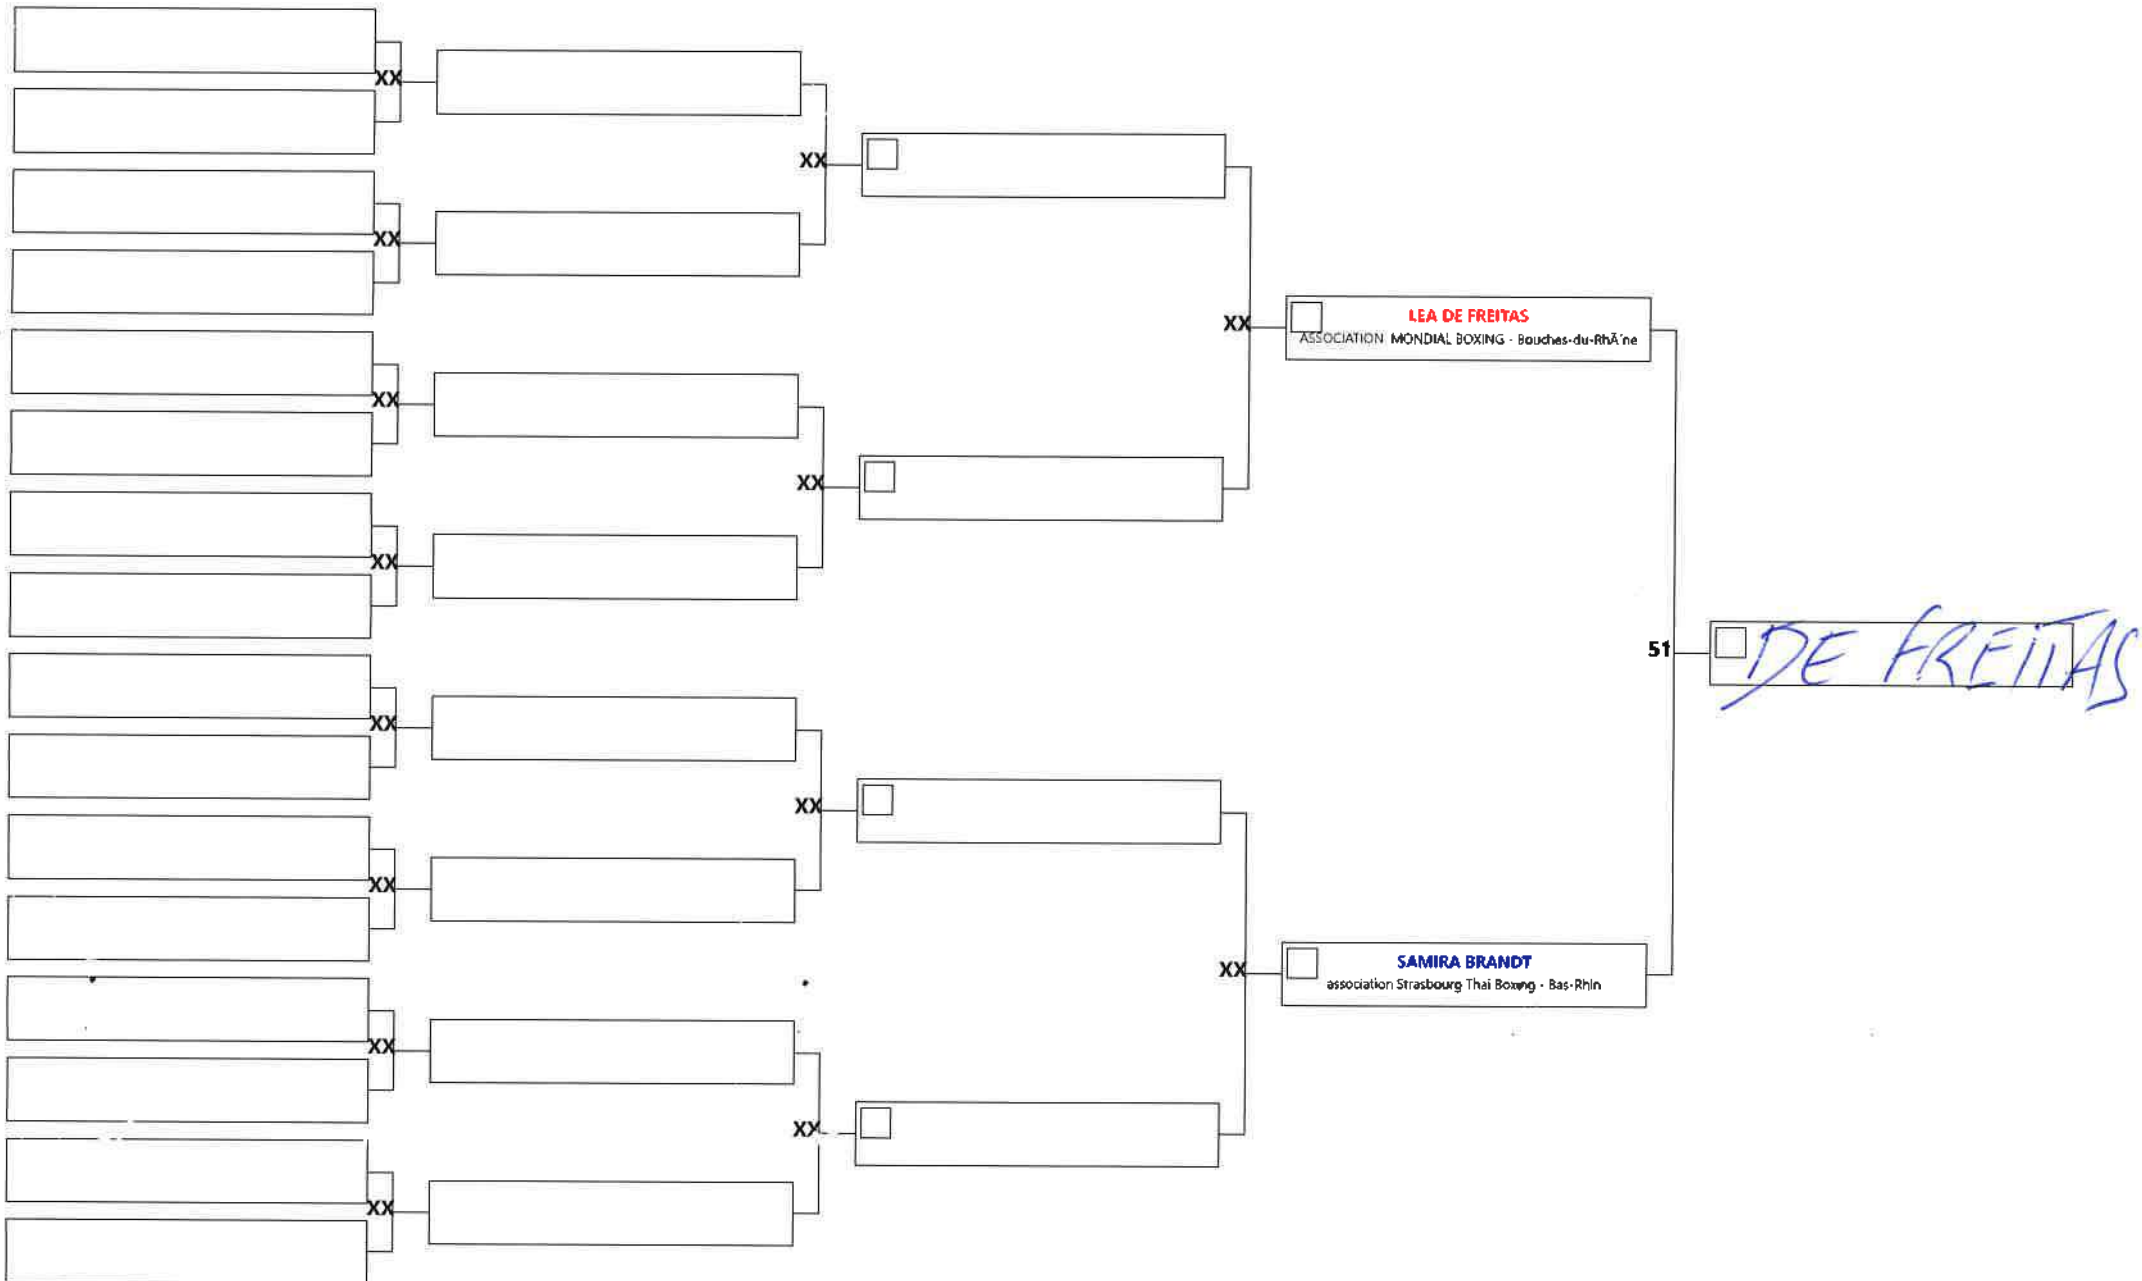 XX
XX
XX
XX
XX
XX
XX
XX
XX
XX
XX
XX
XX
XX
LEA DE FREITAS
ASSOCIATION MONDIAL BOXING - Bouches-du-RhÃ´ne
51
DE FREITAS
SAMIRA BRANDT
association Strasbourg Thai Boxing - Bas-Rhin